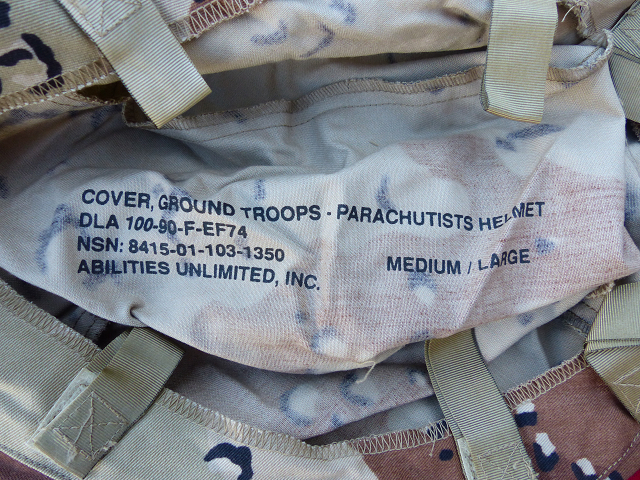 COVER, GROUND TROOPS - PARACHUTISTS HELMET
DLA 100-90-F-EF74
NSN: 8415-01-103-1350
ABILITIES UNLIMITED, INC.
MEDIUM / LARGE